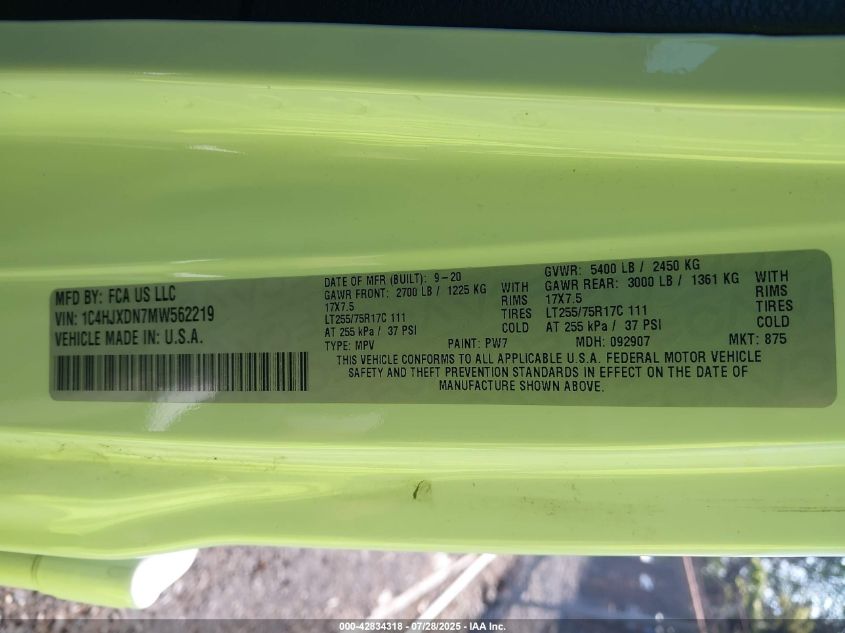 MFD BY: FCA US LLC
VIN: 1C4HJXDN7MW562219
VEHICLE MADE IN: U.S.A.
DATE OF MFR (BUILT): 9-20
GAWR FRONT: 2700 LB / 1225 KG WITH
17X7.5 RIMS
LT255/75R17C 111 TIRES
AT 255 kPa / 37 PSI COLD
GVWR: 5400 LB / 2450 KG
GAWR REAR: 3000 LB / 1361 KG WITH
17X7.5 RIMS
LT255/75R17C 111 TIRES
AT 255 kPa / 37 PSI COLD
TYPE: MPV PAINT: PW7 MDH: 092907 MKT: 875
THIS VEHICLE CONFORMS TO ALL APPLICABLE U.S.A. FEDERAL MOTOR VEHICLE
SAFETY AND THEFT PREVENTION STANDARDS IN EFFECT ON THE DATE OF
MANUFACTURE SHOWN ABOVE.
000-42834318 - 07/28/2025 - IAA Inc.